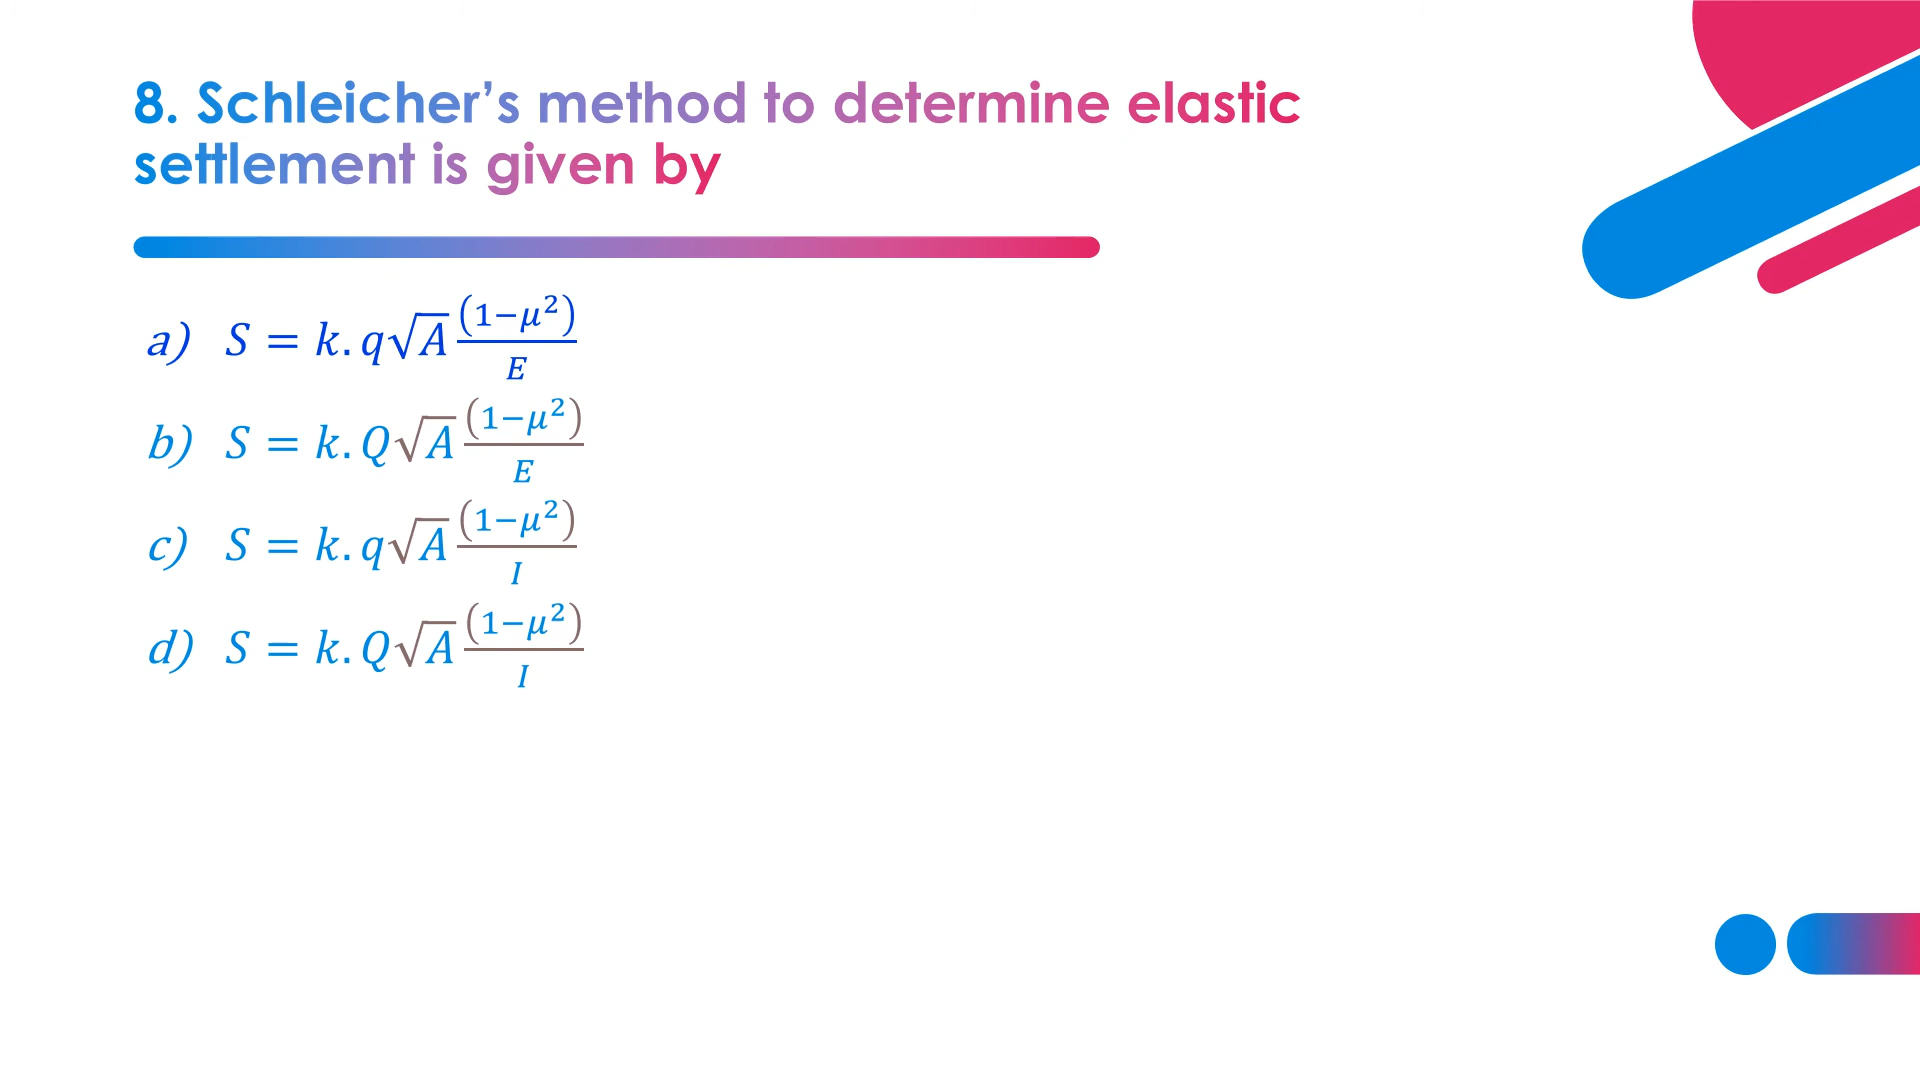 8. Schleicher’s method to determine elastic
settlement is given by
a) S = k. q√A (1−μ²)/E
b) S = k. Q√A (1−μ²)/E
c) S = k. q√A (1−μ²)/I
d) S = k. Q√A (1−μ²)/I